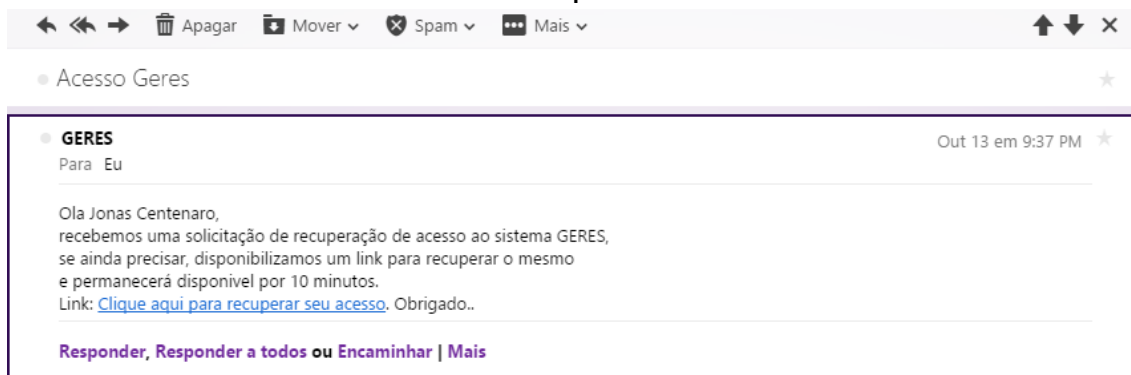 Apagar Mover Spam Mais
Acesso Geres
GERES Out 13 em 9:37 PM
Para Eu
Ola Jonas Centenaro,
recebemos uma solicitação de recuperação de acesso ao sistema GERES,
se ainda precisar, disponibilizamos um link para recuperar o mesmo
e permanecerá disponivel por 10 minutos.
Link: Clique aqui para recuperar seu acesso. Obrigado..
Responder, Responder a todos ou Encaminhar | Mais